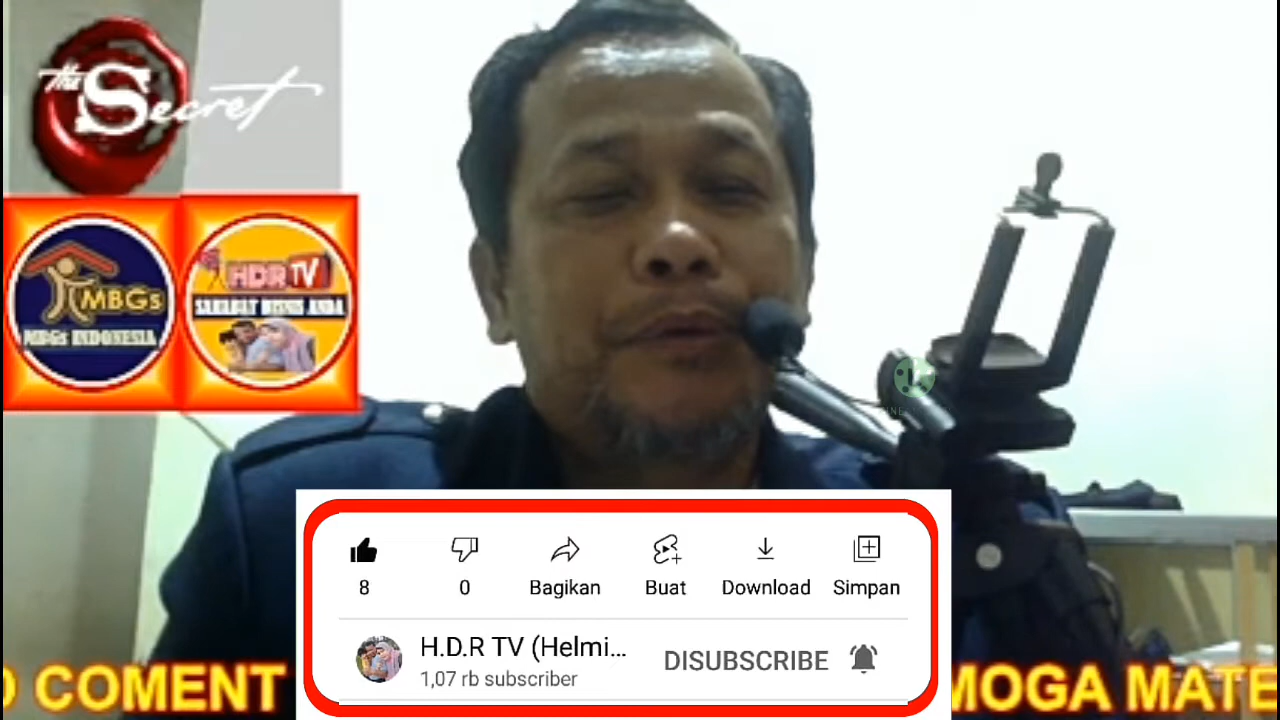 the Secret
MBGs
MBGs INDONESIA
HDR TV
SAHABAT BISNIS ANDA
8
0
Bagikan
Buat
Download
Simpan
H.D.R TV (Helmi...
1,07 rb subscriber
DISUBSCRIBE
COMENT
MOGA MATE